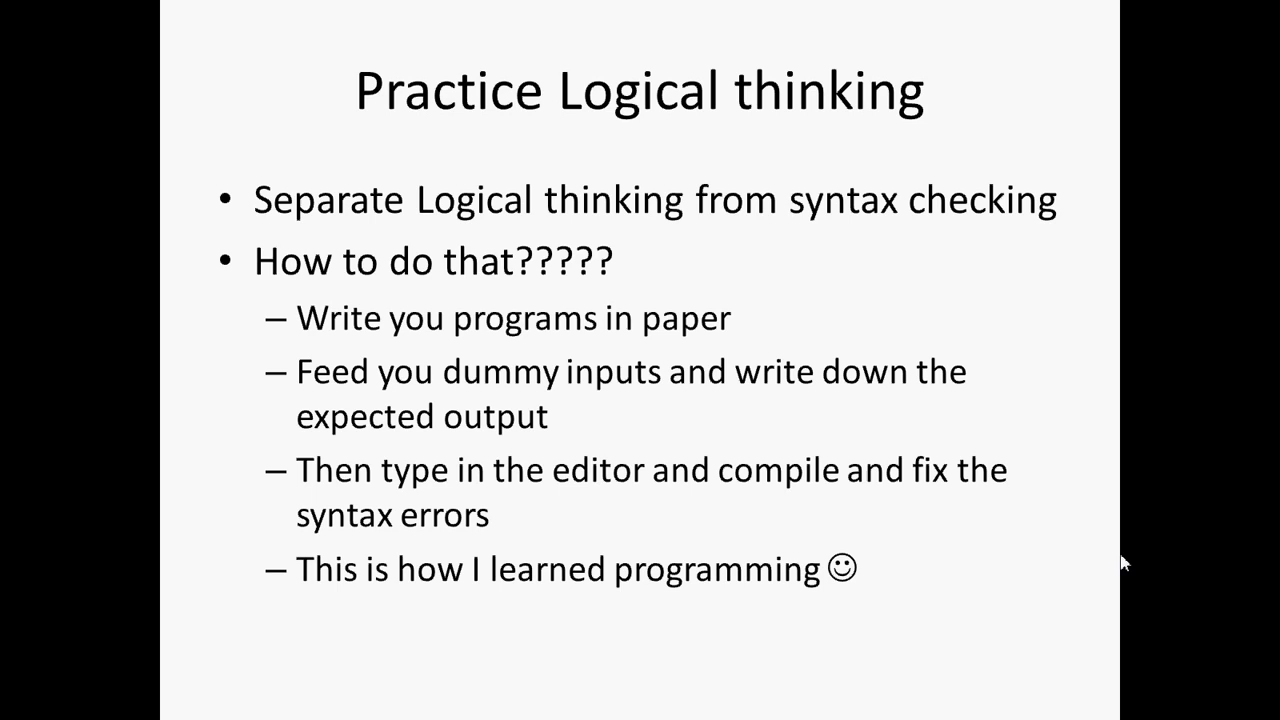 Practice Logical thinking
• Separate Logical thinking from syntax checking
• How to do that?????
– Write you programs in paper
– Feed you dummy inputs and write down the
expected output
– Then type in the editor and compile and fix the
syntax errors
– This is how I learned programming☺